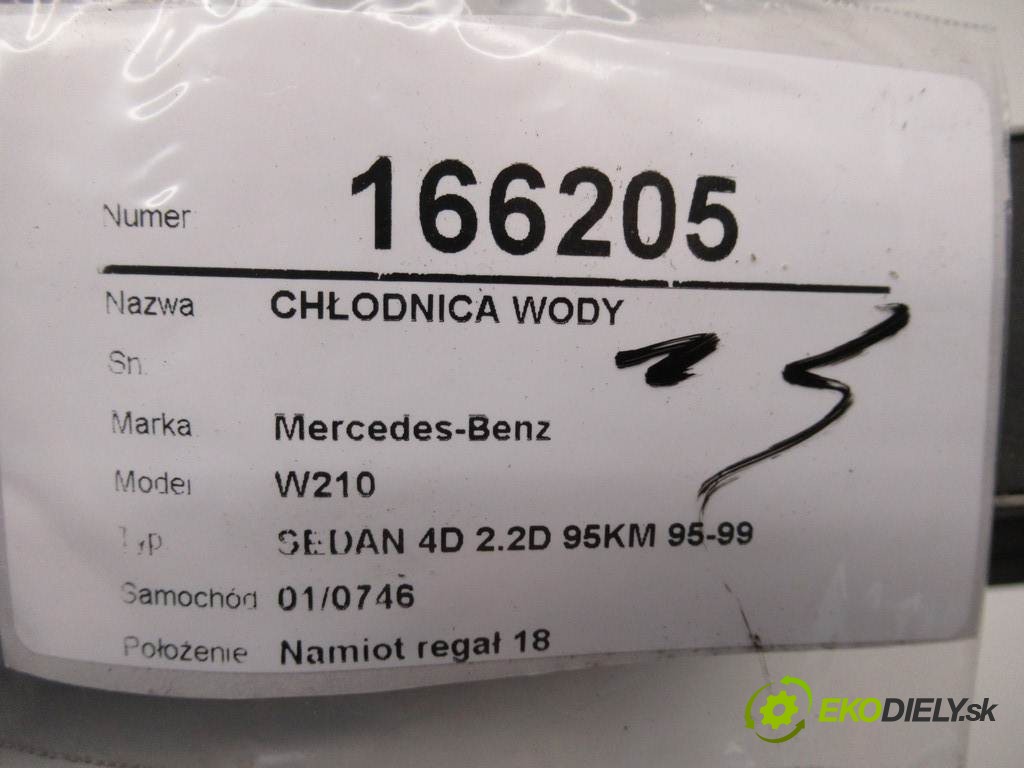 Numer 166205
Nazwa CHŁODNICA WODY
Sn.
Marka Mercedes-Benz
Model W210
Typ SEDAN 4D 2.2D 95KM 95-99
Samochód 01/0746
Położenie Namiot regał 18
EKODIELY.sk